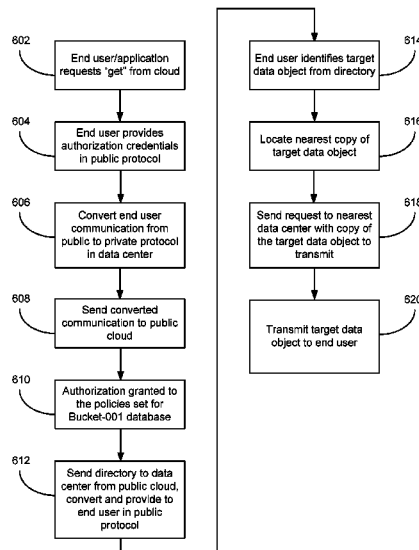 602
End user/application
requests "get" from cloud
604
End user provides
authorization credentials
in public protocol
606
Convert end user
communication from
public to private protocol
in data center
608
Send converted
communication to public
cloud
610
Authorization granted to
the policies set for
Bucket-001 database
612
Send directory to data
center from public cloud,
convert and provide to
end user in public
protocol
614
End user identifies target
data object from directory
616
Locate nearest copy of
target data object
618
Send request to nearest
data center with copy of
the target data object to
transmit
620
Transmit target data
object to end user